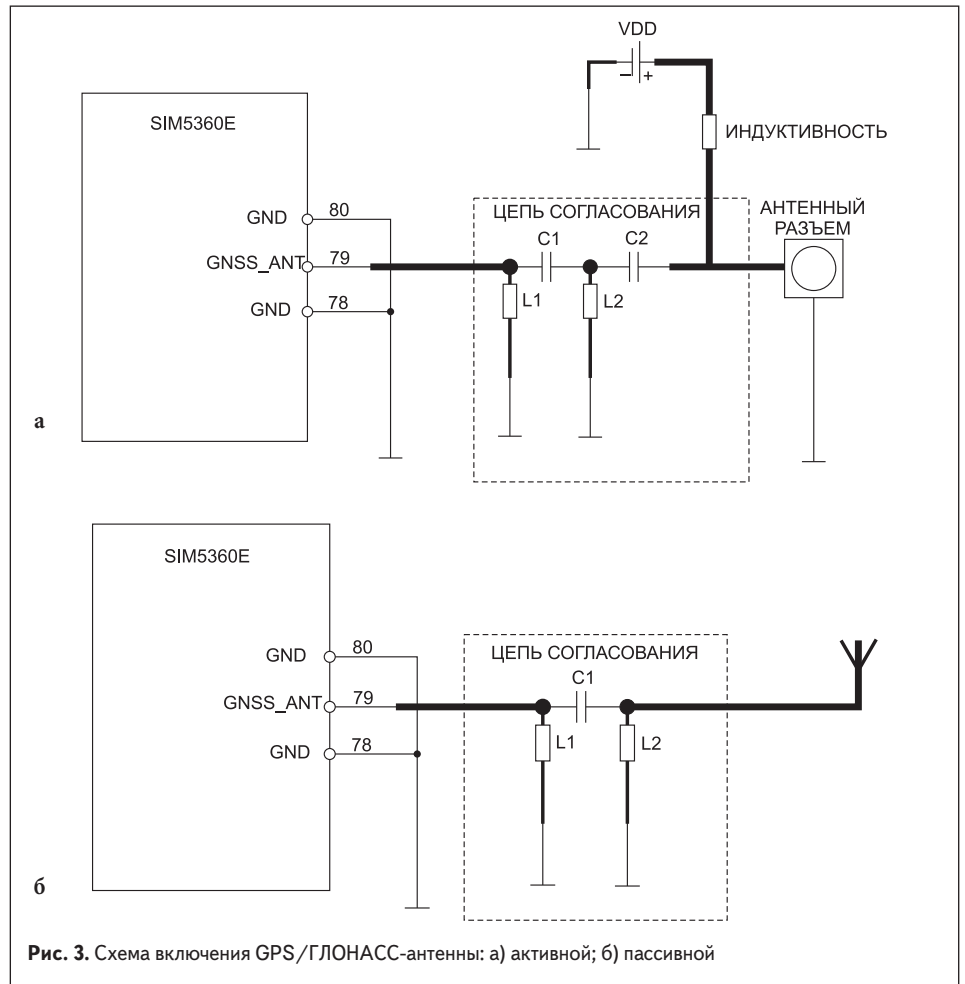 VDD
– +
SIM5360E
ИНДУКТИВНОСТЬ
ЦЕПЬ СОГЛАСОВАНИЯ
АНТЕННЫЙ
РАЗЪЕМ
GND 80
C1 C2
GNSS_ANT 79
GND 78
L1 L2
а
SIM5360E
ЦЕПЬ СОГЛАСОВАНИЯ
GND 80
C1
GNSS_ANT 79
GND 78
L1 L2
б
Рис. 3. Схема включения GPS/ГЛОНАСС-антенны: а) активной; б) пассивной